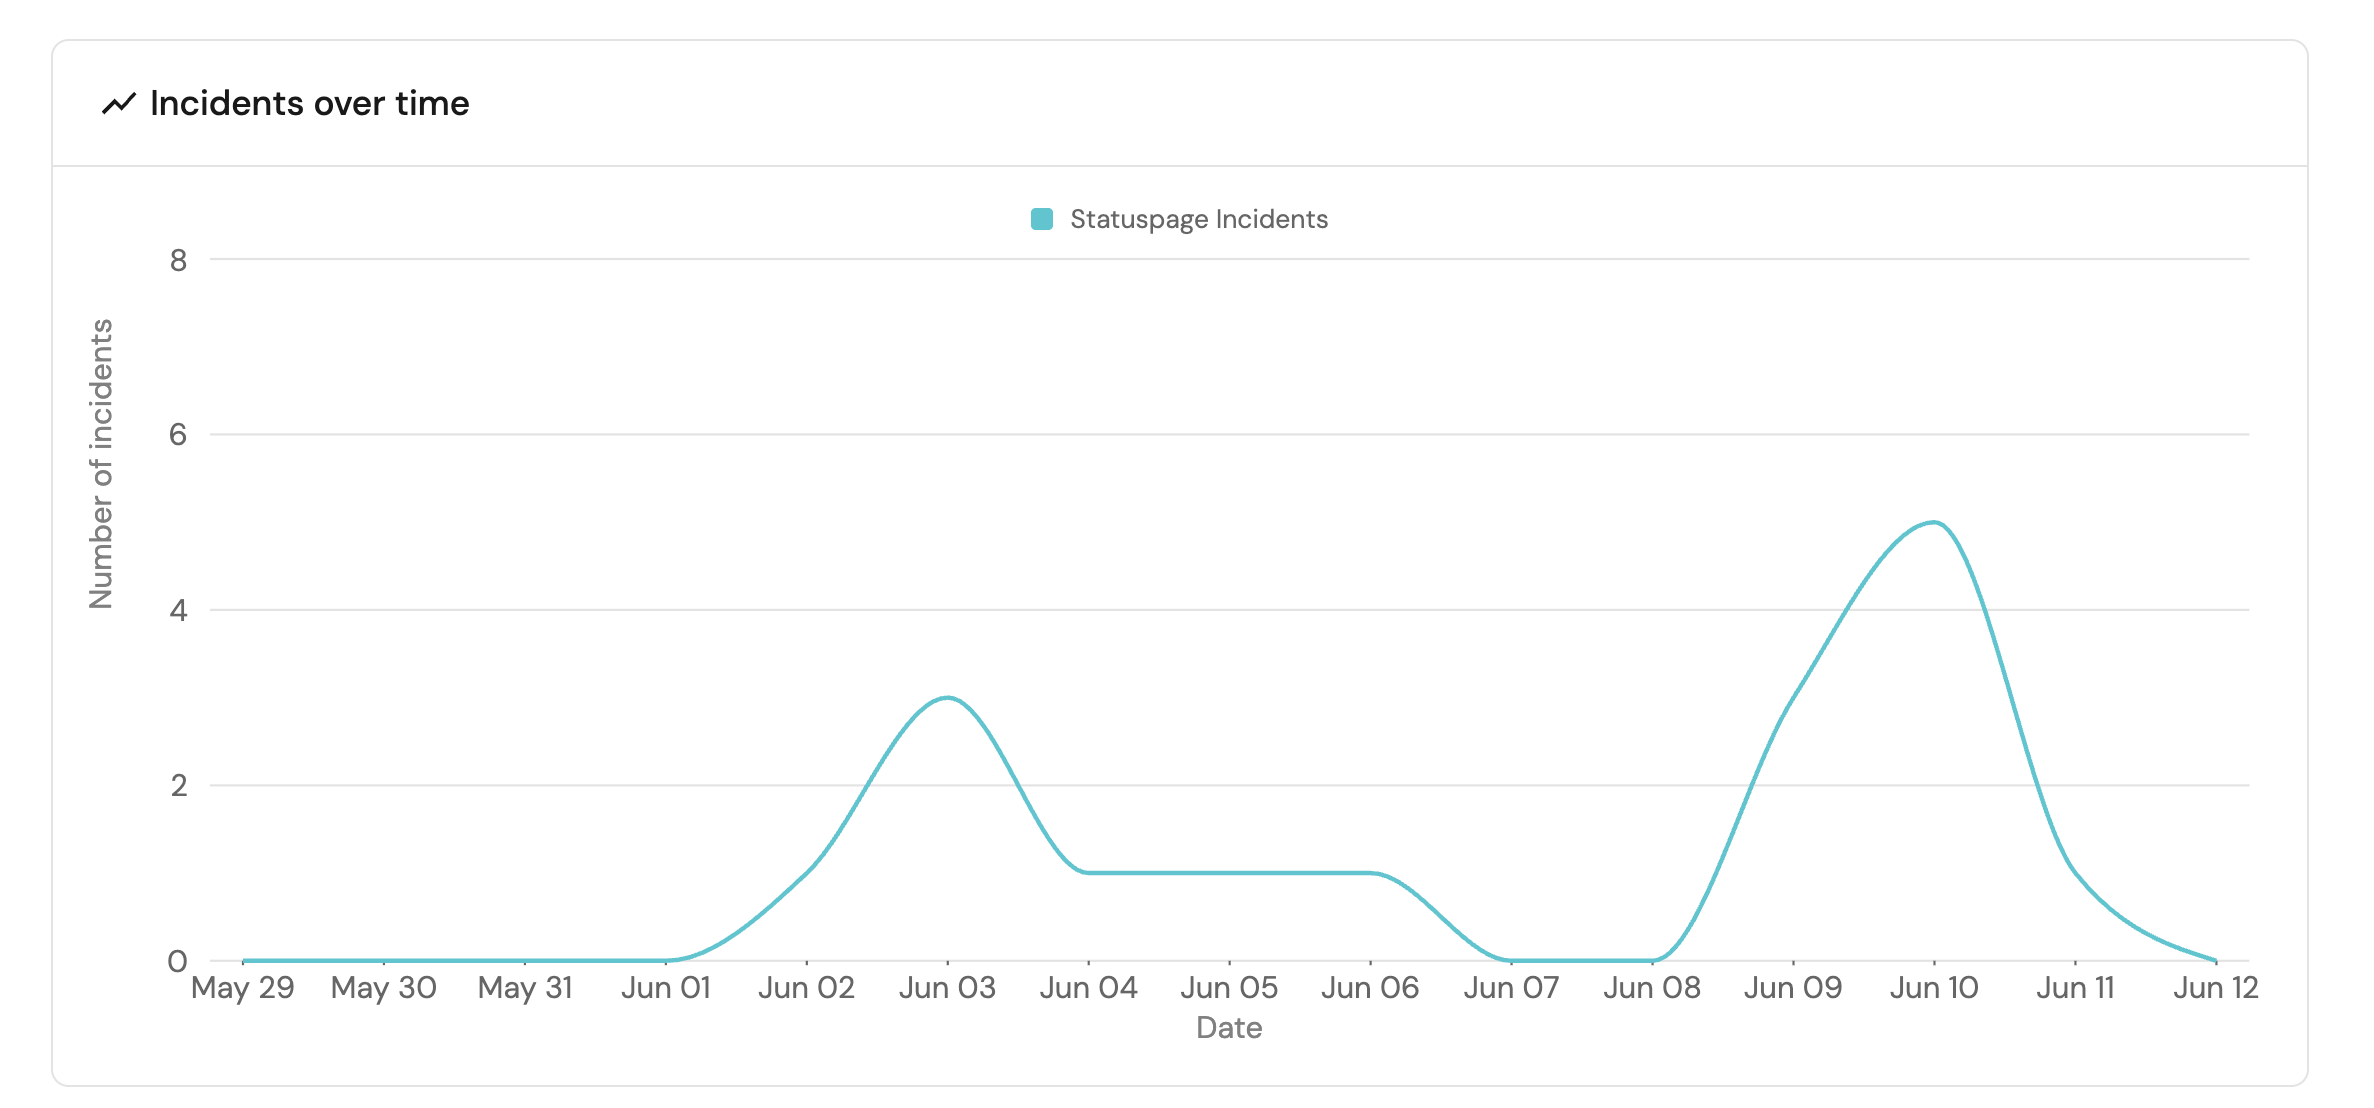 Incidents over time
Statuspage Incidents
Number of incidents
8
6
4
2
0
May 29 May 30 May 31 Jun 01 Jun 02 Jun 03 Jun 04 Jun 05 Jun 06 Jun 07 Jun 08 Jun 09 Jun 10 Jun 11 Jun 12
Date